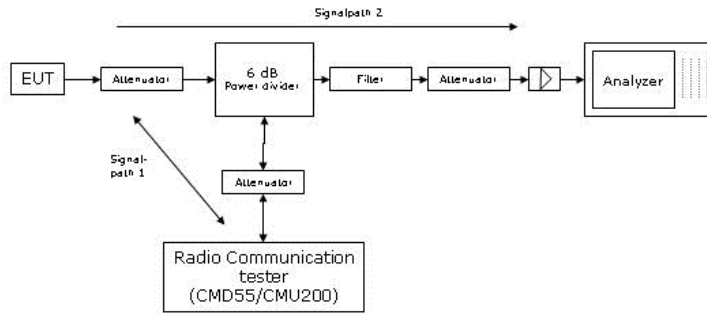 Signalpath 2
EUT
Attenuator
6 dB
Power divider
Filter
Attenuator
Analyzer
Signal-
path 1
Attenuator
Radio Communication
tester
(CMD55/CMU200)